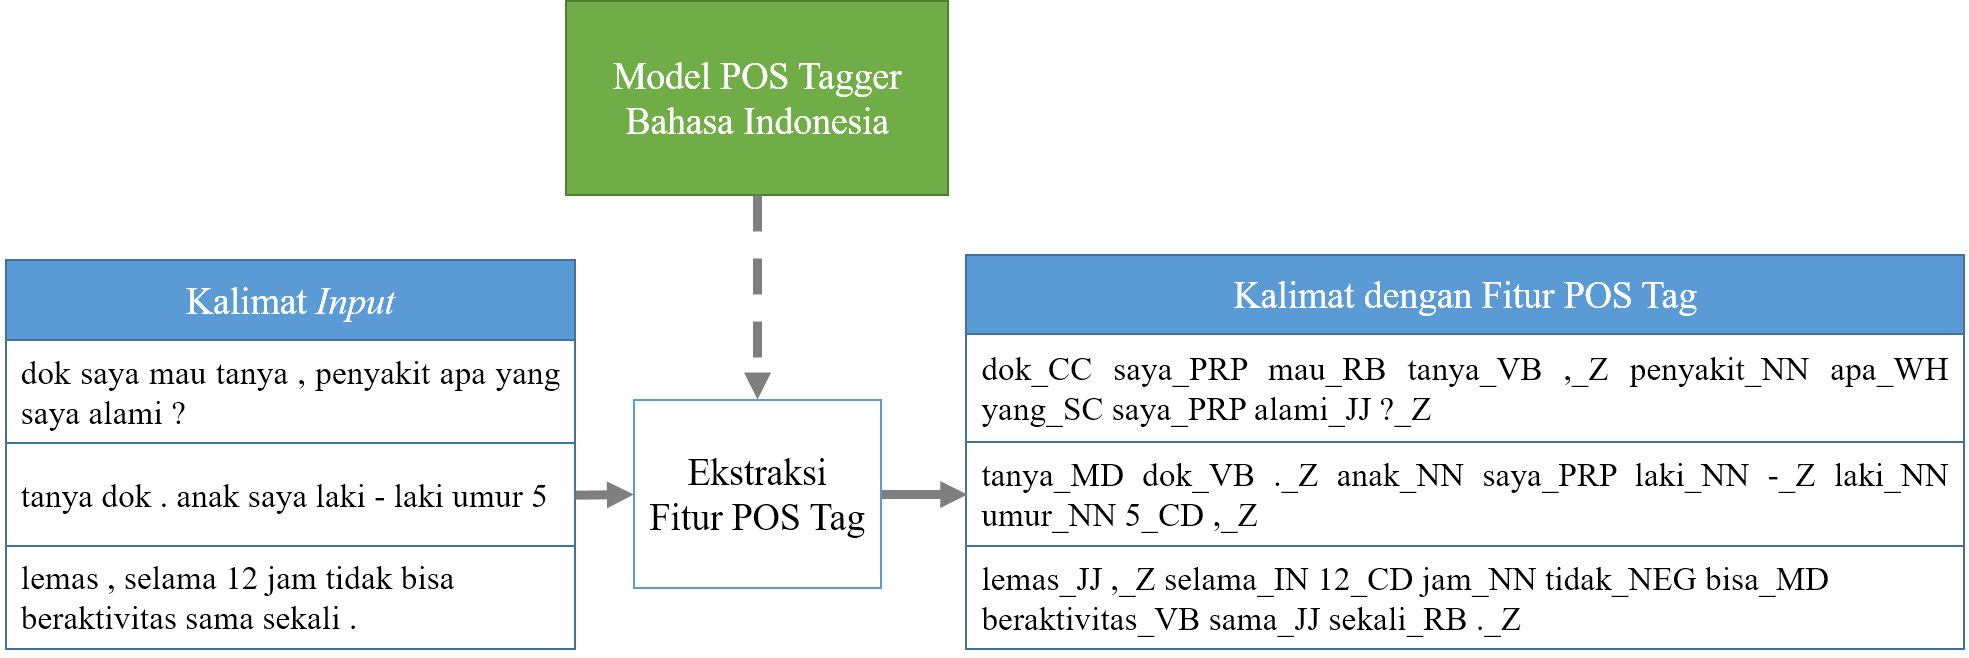 Model POS Tagger
Bahasa Indonesia
Kalimat Input
dok saya mau tanya , penyakit apa yang
saya alami ?
tanya dok . anak saya laki - laki umur 5
lemas , selama 12 jam tidak bisa
beraktivitas sama sekali .
Ekstraksi
Fitur POS Tag
Kalimat dengan Fitur POS Tag
dok_CC saya_PRP mau_RB tanya_VB ,_Z penyakit_NN apa_WH
yang_SC saya_PRP alami_JJ ?_Z
tanya_MD dok_VB ._Z anak_NN saya_PRP laki_NN -_Z laki_NN
umur_NN 5_CD ,_Z
lemas_JJ ,_Z selama_IN 12_CD jam_NN tidak_NEG bisa_MD
beraktivitas_VB sama_JJ sekali_RB ._Z